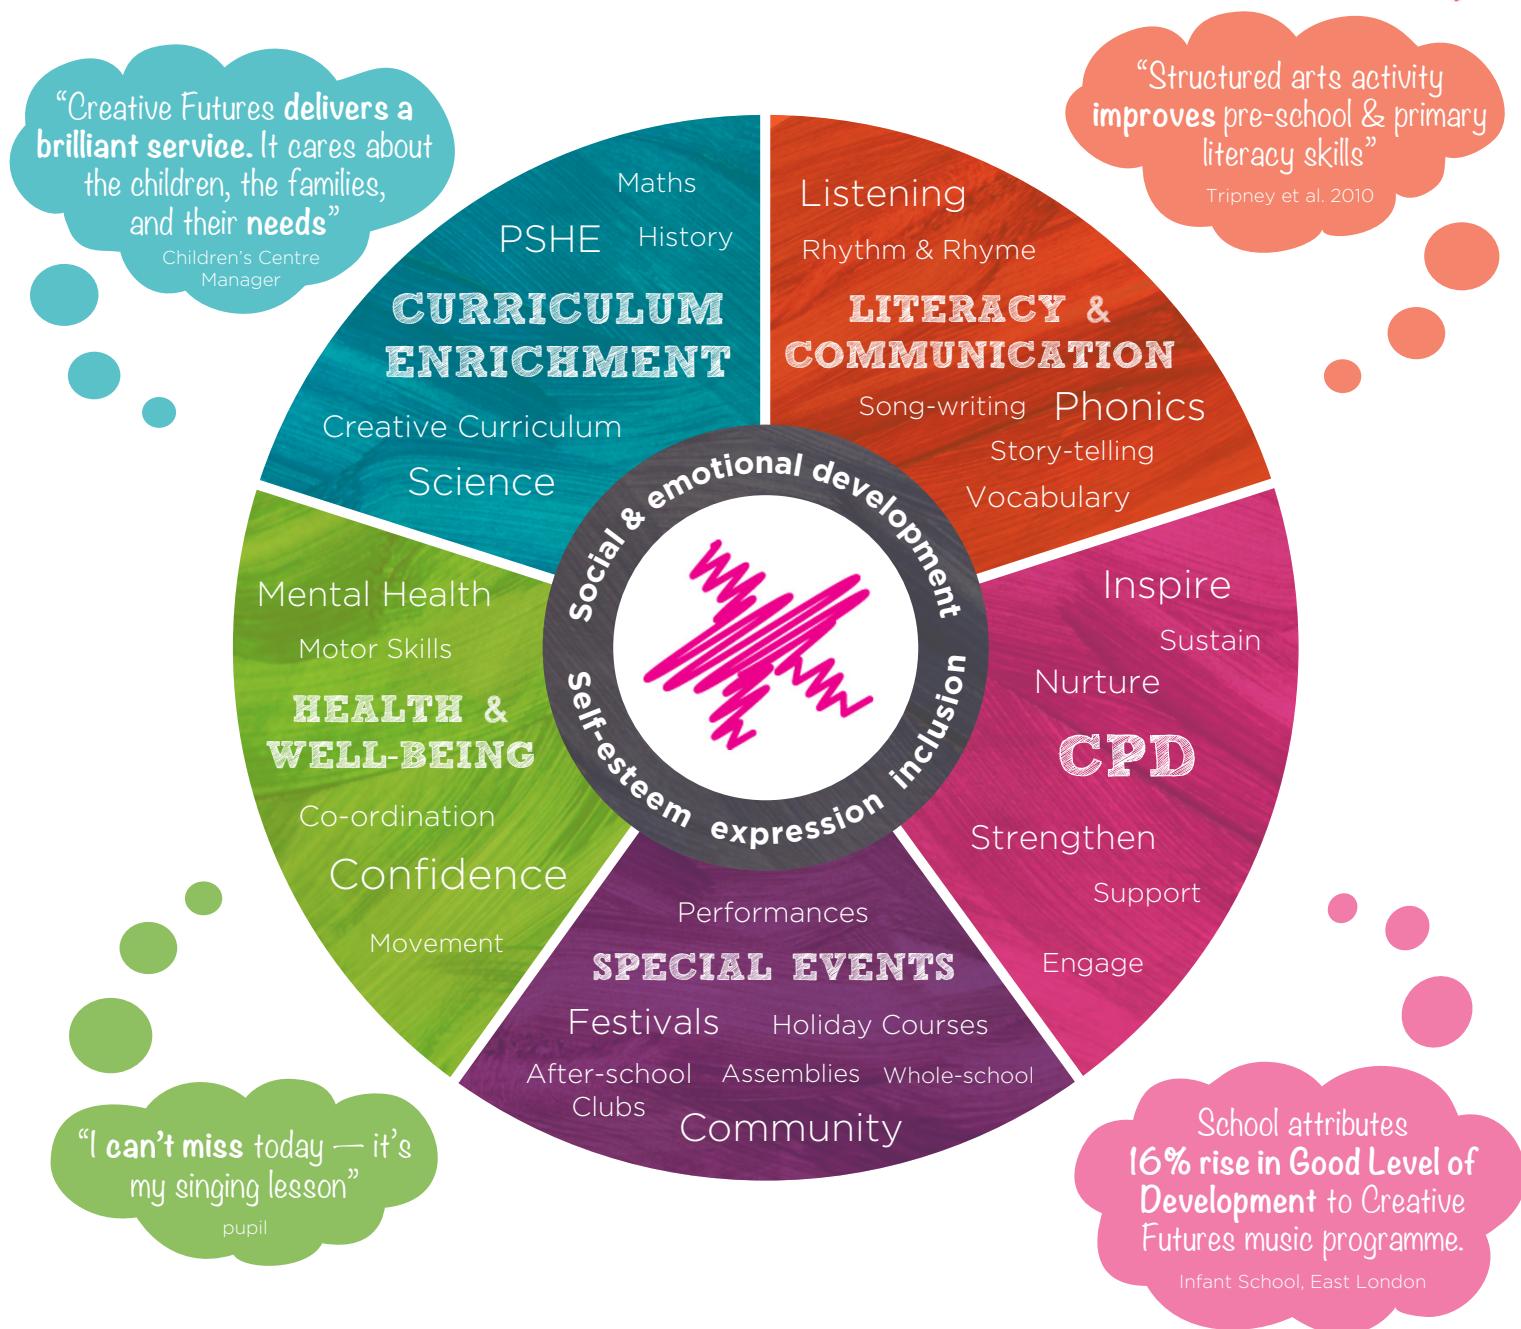 “Creative Futures delivers a
brilliant service. It cares about
the children, the families,
and their needs”
Children’s Centre
Manager
“Structured arts activity
improves pre-school & primary
literacy skills”
Tripney et al. 2010
Maths
PSHE History
CURRICULUM
ENRICHMENT
Creative Curriculum
Science
Listening
Rhythm & Rhyme
LITERACY &
COMMUNICATION
Song-writing Phonics
Story-telling
Vocabulary
Social & emotional development
Self-esteem expression inclusion
Mental Health
Motor Skills
HEALTH &
WELL-BEING
Co-ordination
Confidence
Movement
Inspire
Sustain
Nurture
CPD
Strengthen
Support
Engage
Performances
SPECIAL EVENTS
Festivals Holiday Courses
After-school Assemblies Whole-school
Clubs
Community
“I can’t miss today — it’s
my singing lesson”
pupil
School attributes
16% rise in Good Level of
Development to Creative
Futures music programme.
Infant School, East London